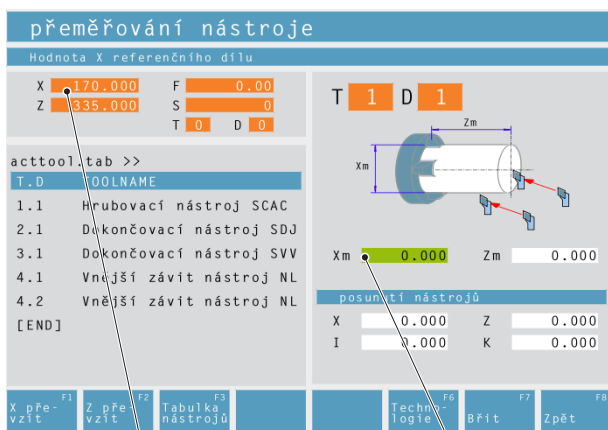 přeměřování nástroje
Hodnota X referenčního dílu
X 170.000 F 0.00
Z 335.000 S 0
T 0 D 0
acttool.tab >>
T.D TOOLNAME
1.1 Hrubovací nástroj SCAC
2.1 Dokončovací nástroj SDJ
3.1 Dokončovací nástroj SVV
4.1 Vnější závit nástroj NL
4.2 Vnější závit nástroj NL
[END]
T 1 D 1
Zm
Xm
Xm 0.000 Zm 0.000
posunutí nástrojů
X 0.000 Z 0.000
I 0.000 K 0.000
F1 F2 F3 F6 F7 F8
X pře- Z pře- Tabulka Techno-
vzít vzít nástrojů logie Břit Zpět